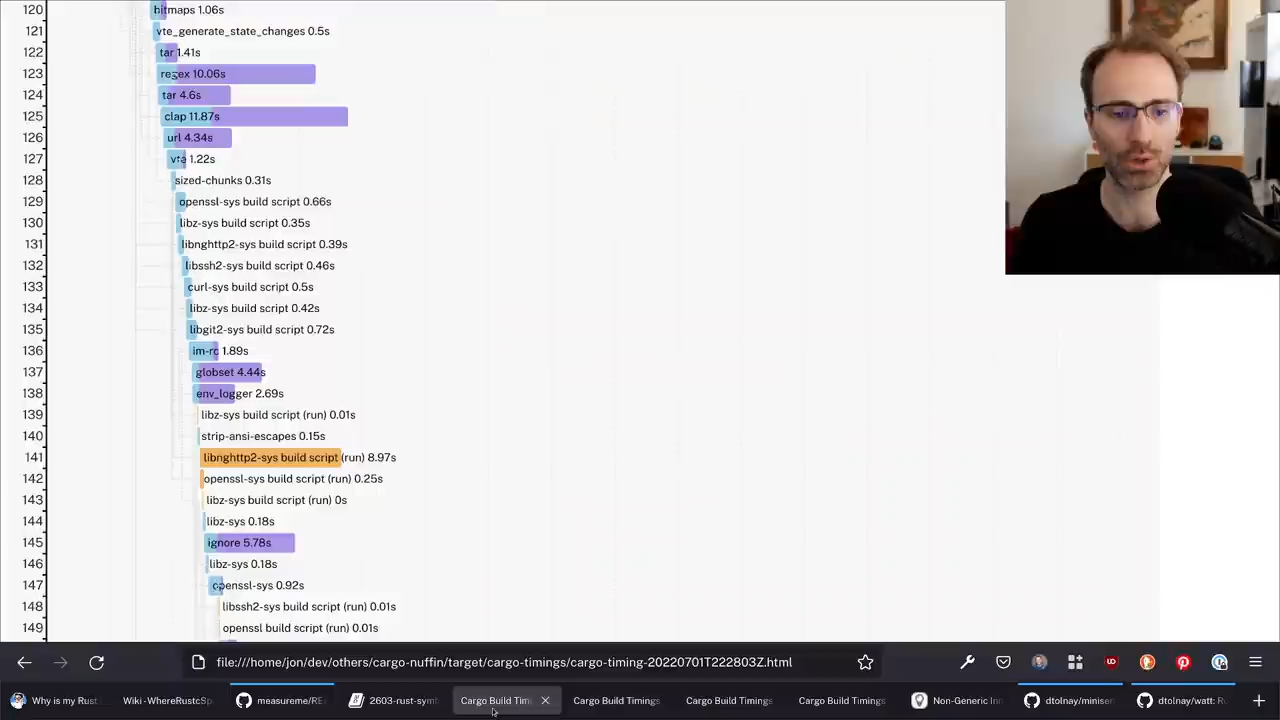 120 bitmaps 1.06s
121 vte_generate_state_changes 0.5s
122 tar 1.41s
123 regex 10.06s
124 tar 4.6s
125 clap 11.87s
126 url 4.34s
127 vte 1.22s
128 sized-chunks 0.31s
129 openssl-sys build script 0.66s
130 libz-sys build script 0.35s
131 libnghttp2-sys build script 0.39s
132 libssh2-sys build script 0.46s
133 curl-sys build script 0.5s
134 libz-sys build script 0.42s
135 libgit2-sys build script 0.72s
136 im-rc 1.89s
137 globset 4.44s
138 env_logger 2.69s
139 libz-sys build script (run) 0.01s
140 strip-ansi-escapes 0.15s
141 libnghttp2-sys build script (run) 8.97s
142 openssl-sys build script (run) 0.25s
143 libz-sys build script (run) 0s
144 libz-sys 0.18s
145 ignore 5.78s
146 libz-sys 0.18s
147 openssl-sys 0.92s
148 libssh2-sys build script (run) 0.01s
149 openssl build script (run) 0.01s
file:///home/jon/dev/others/cargo-nuffin/target/cargo-timings/cargo-timing-20220701T222803Z.html
Why is my Rust Wiki - WhereRustcSp measureme/RE 2603-rust-sym Cargo Build Tim Cargo Build Timings Cargo Build Timings Cargo Build Timings Non-Generic In dtolnay/minise dtolnay/watt: Ru